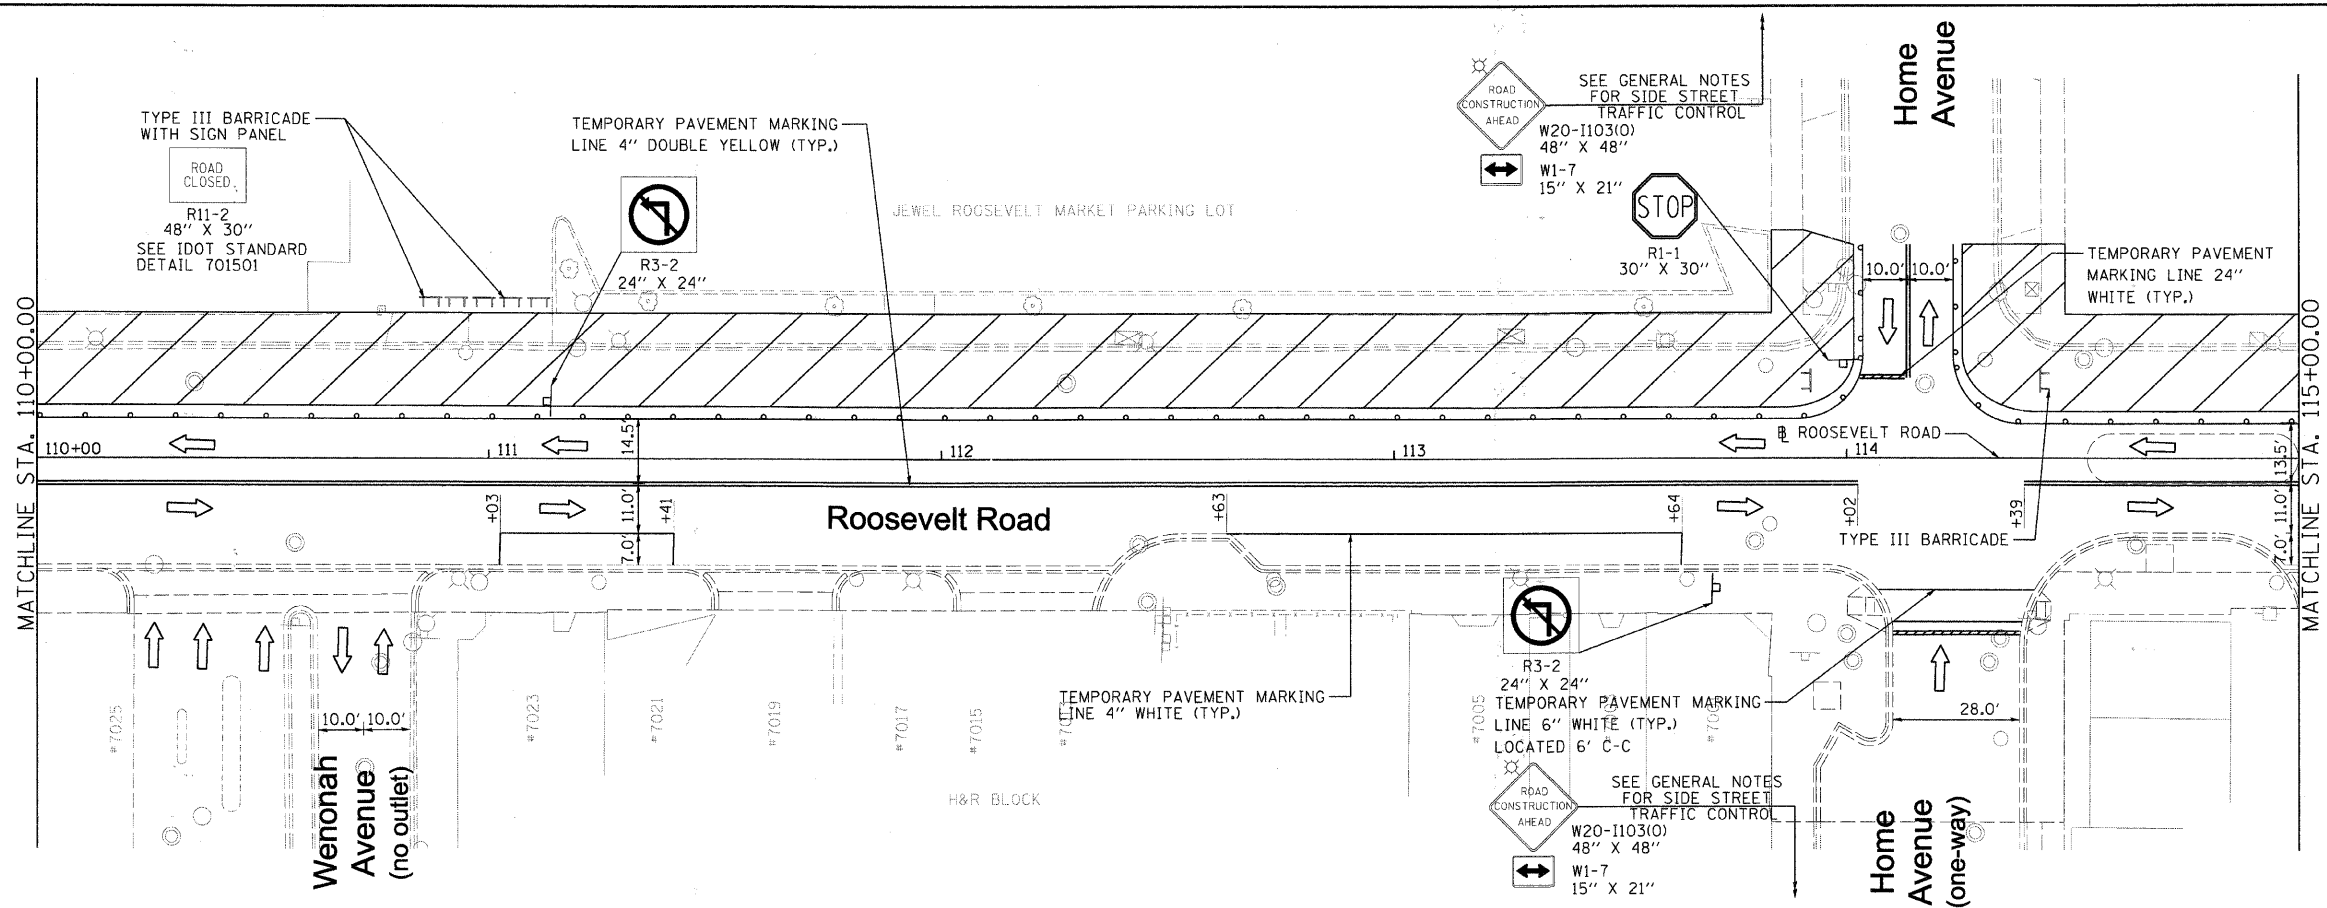 MATCHLINE STA. 110+00.00
TYPE III BARRICADE
WITH SIGN PANEL
ROAD
CLOSED
R11-2
48" X 30"
SEE IDOT STANDARD
DETAIL 701501
TEMPORARY PAVEMENT MARKING
LINE 4" DOUBLE YELLOW (TYP.)
R3-2
24" X 24"
JEWEL ROOSEVELT MARKET PARKING LOT
ROAD
CONSTRUCTION
AHEAD
SEE GENERAL NOTES
FOR SIDE STREET
TRAFFIC CONTROL
W20-I103(O)
48" X 48"
W1-7
15" X 21"
STOP
R1-1
30" X 30"
Home
Avenue
10.0' 10.0'
TEMPORARY PAVEMENT
MARKING LINE 24"
WHITE (TYP.)
MATCHLINE STA. 115+00.00
110+00
111
112
113
114
14.5'
ROOSEVELT ROAD
13.5'
+03
11.0'
+41
7.0'
Roosevelt Road
+63
+64
+02
+39
11.0'
7.0'
TYPE III BARRICADE
R3-2
24" X 24"
TEMPORARY PAVEMENT MARKING
LINE 6" WHITE (TYP.)
LOCATED 6' C-C
TEMPORARY PAVEMENT MARKING
LINE 4" WHITE (TYP.)
28.0'
10.0' 10.0'
#7025
#7023
#7021
#7019
#7017
#7015
#7005
Wenonah
Avenue
(no outlet)
H&R BLOCK
ROAD
CONSTRUCTION
AHEAD
SEE GENERAL NOTES
FOR SIDE STREET
TRAFFIC CONTROL
W20-I103(O)
48" X 48"
W1-7
15" X 21"
Home
Avenue
(one-way)